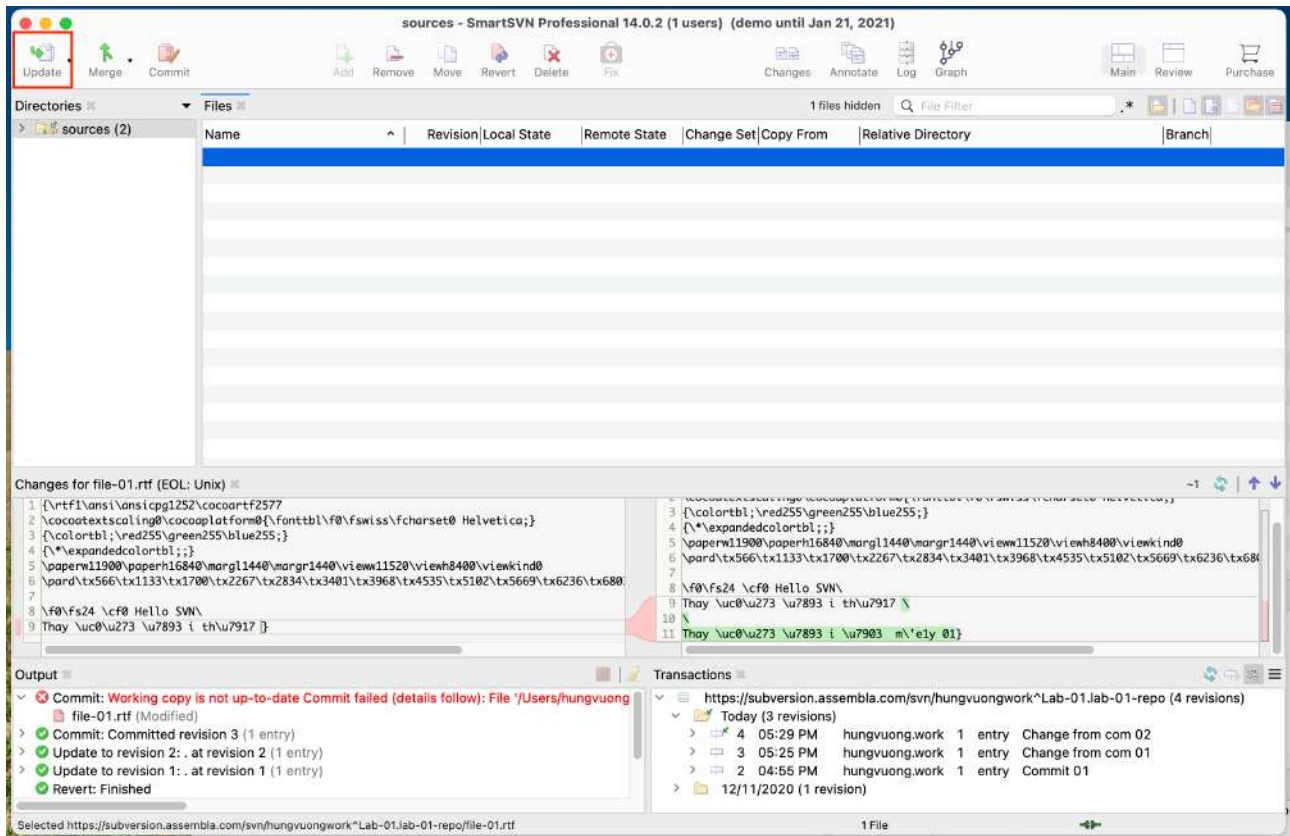 sources - SmartSVN Professional 14.0.2 (1 users) (demo until Jan 21, 2021)
Update Merge Commit Add Remove Move Revert Delete Fix Changes Annotate Log Graph Main Review Purchase
Directories Files 1 files hidden File Filter .*
sources (2)
Name Revision Local State Remote State Change Set Copy From Relative Directory Branch
Changes for file-01.rtf (EOL: Unix) ~1
1 {\rtf1\ansi\ansicpg1252\cocoartf2577
2 \cocoatextscaling0\cocoaplatform0{\fonttbl\f0\fswiss\fcharset0 Helvetica;}
3 {\colortbl;\red255\green255\blue255;}
4 {\*\expandedcolortbl;;}
5 \paperw11900\paperh16840\margl1440\margr1440\vieww11520\viewh8400\viewkind0
6 \pard\tx566\tx1133\tx1700\tx2267\tx2834\tx3401\tx3968\tx4535\tx5102\tx5669\tx6236\tx680
7
8 \f0\fs24 \cf0 Hello SVN\
9 Thay \uc0\u273 \u7893 i th\u7917 }
3 {\colortbl;\red255\green255\blue255;}
4 {\*\expandedcolortbl;;}
5 \paperw11900\paperh16840\margl1440\margr1440\vieww11520\viewh8400\viewkind0
6 \pard\tx566\tx1133\tx1700\tx2267\tx2834\tx3401\tx3968\tx4535\tx5102\tx5669\tx6236\tx68
7
8 \f0\fs24 \cf0 Hello SVN\
9 Thay \uc0\u273 \u7893 i th\u7917 \
10 \
11 Thay \uc0\u273 \u7893 i \u7903 m\'e1y 01}
Output
Commit: Working copy is not up-to-date Commit failed (details follow): File '/Users/hungvuong
file-01.rtf (Modified)
Commit: Committed revision 3 (1 entry)
Update to revision 2: . at revision 2 (1 entry)
Update to revision 1: . at revision 1 (1 entry)
Revert: Finished
Transactions
https://subversion.assembla.com/svn/hungvuongwork^Lab-01.lab-01-repo (4 revisions)
Today (3 revisions)
4 05:29 PM hungvuong.work 1 entry Change from com 02
3 05:25 PM hungvuong.work 1 entry Change from com 01
2 04:55 PM hungvuong.work 1 entry Commit 01
12/11/2020 (1 revision)
Selected https://subversion.assembla.com/svn/hungvuongwork^Lab-01.lab-01-repo/file-01.rtf 1 File